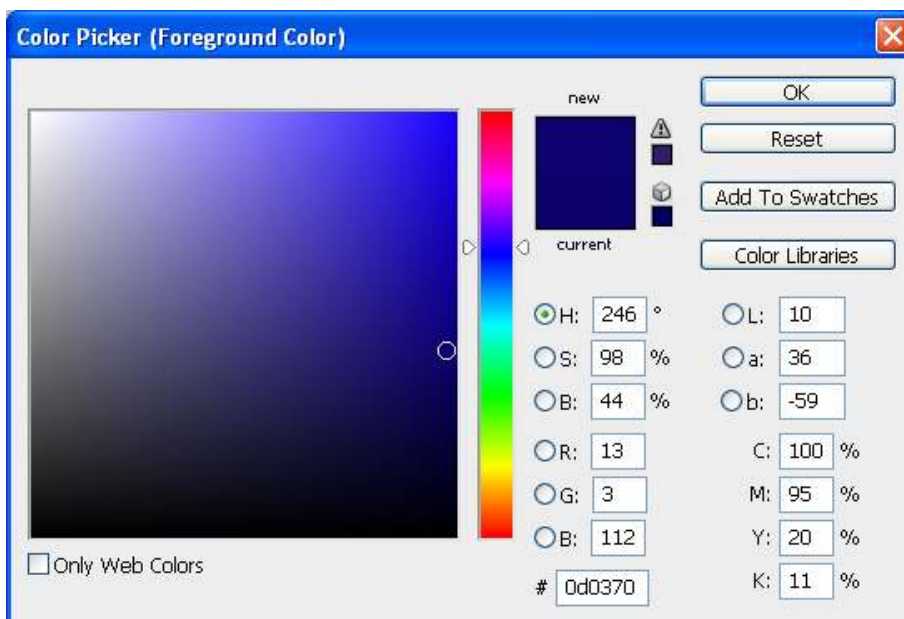 Color Picker (Foreground Color)
new
current
OK
Reset
Add To Swatches
Color Libraries
H: 246 °
S: 98 %
B: 44 %
R: 13
G: 3
B: 112
# 0d0370
L: 10
a: 36
b: -59
C: 100 %
M: 95 %
Y: 20 %
K: 11 %
Only Web Colors